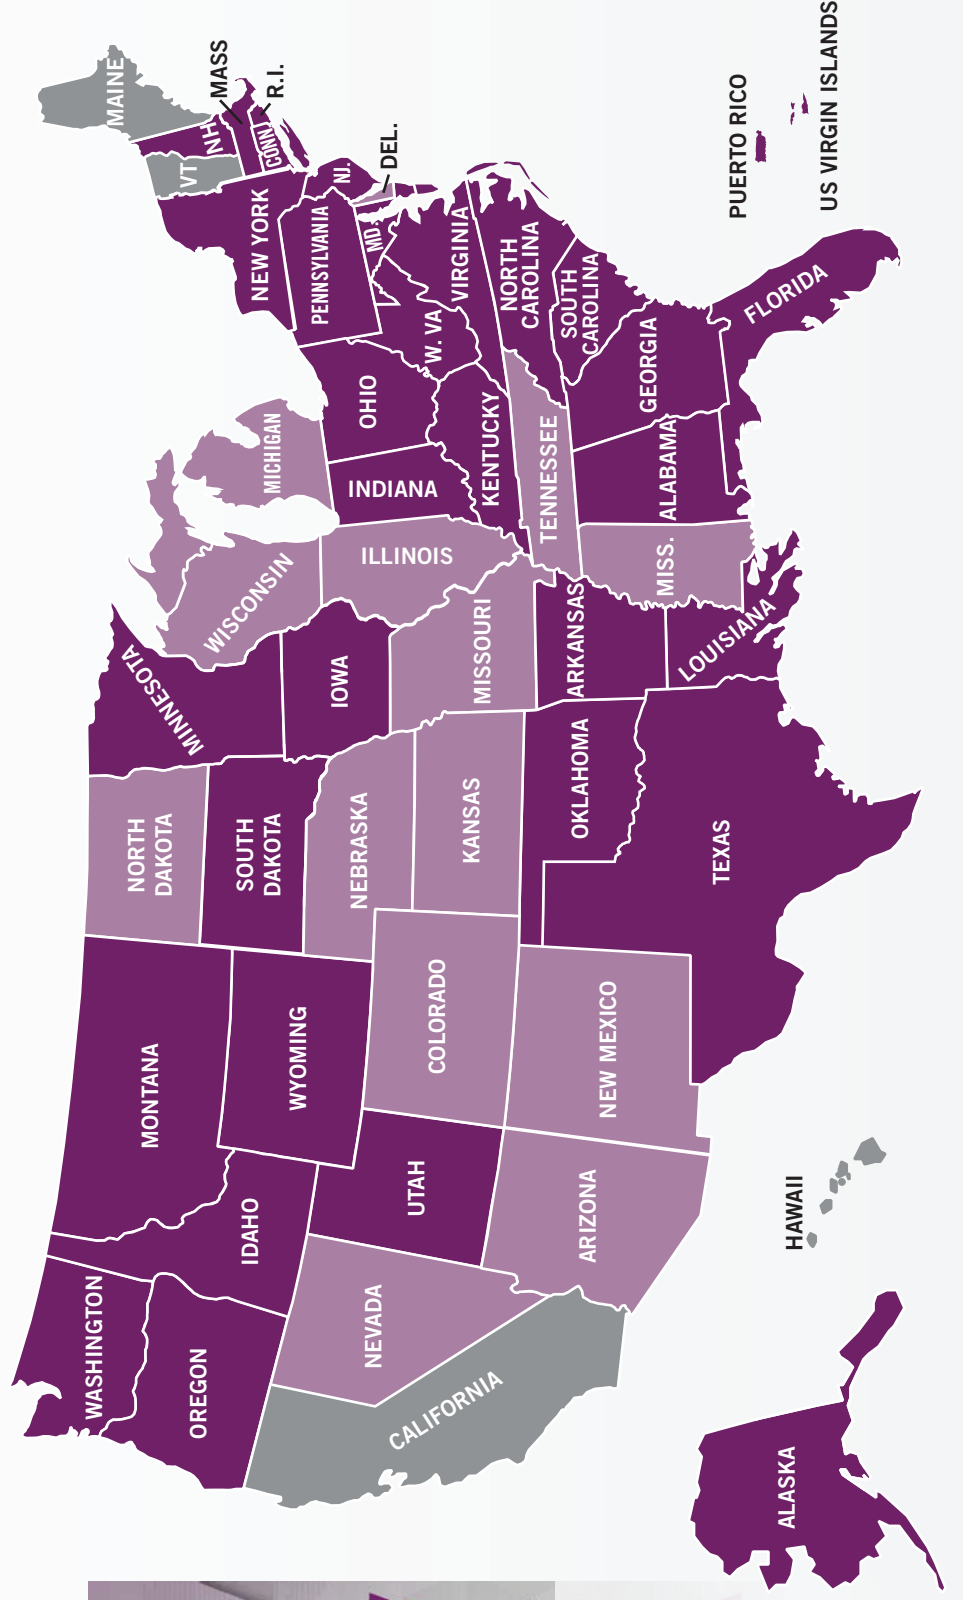 WASHINGTON
OREGON
CALIFORNIA
NEVADA
IDAHO
MONTANA
WYOMING
UTAH
ARIZONA
COLORADO
NEW MEXICO
NORTH
DAKOTA
SOUTH
DAKOTA
NEBRASKA
KANSAS
OKLAHOMA
TEXAS
MINNESOTA
IOWA
MISSOURI
ARKANSAS
LOUISIANA
WISCONSIN
ILLINOIS
MICHIGAN
INDIANA
OHIO
KENTUCKY
TENNESSEE
MISS.
ALABAMA
GEORGIA
FLORIDA
SOUTH
CAROLINA
NORTH
CAROLINA
VIRGINIA
W. VA
MD.
DEL.
PENNSYLVANIA
NJ.
NEW YORK
CONN
R.I.
MASS
VT
NH
MAINE
ALASKA
HAWAII
PUERTO RICO
US VIRGIN ISLANDS